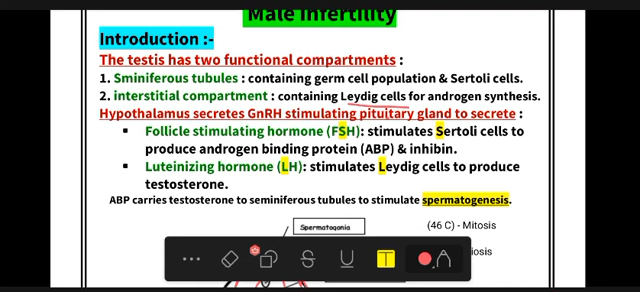 Male Infertility
Introduction :-
The testis has two functional compartments :
1. Sminiferous tubules : containing germ cell population & Sertoli cells.
2. interstitial compartment : containing Leydig cells for androgen synthesis.
Hypothalamus secretes GnRH stimulating pituitary gland to secrete :
▪ Follicle stimulating hormone (FSH): stimulates Sertoli cells to
produce androgen binding protein (ABP) & inhibin.
▪ Luteinizing hormone (LH): stimulates Leydig cells to produce
testosterone.
ABP carries testosterone to seminiferous tubules to stimulate spermatogenesis.
Spermatogonia
(46 C) - Mitosis